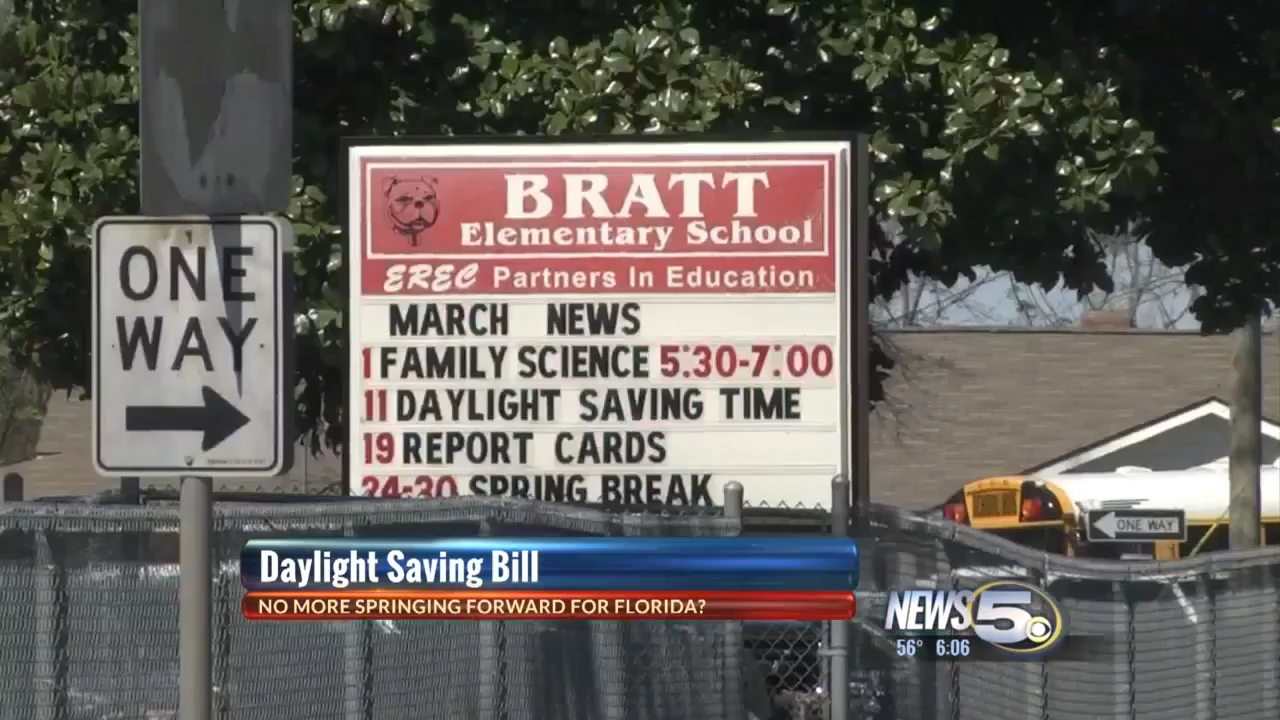 ONE
WAY
BRATT
Elementary School
EREC Partners In Education
MARCH NEWS
1 FAMILY SCIENCE 5:30-7:00
11 DAYLIGHT SAVING TIME
19 REPORT CARDS
24-30 SPRING BREAK
ONE WAY
Daylight Saving Bill
NO MORE SPRINGING FORWARD FOR FLORIDA?
NEWS 5
56° 6:06